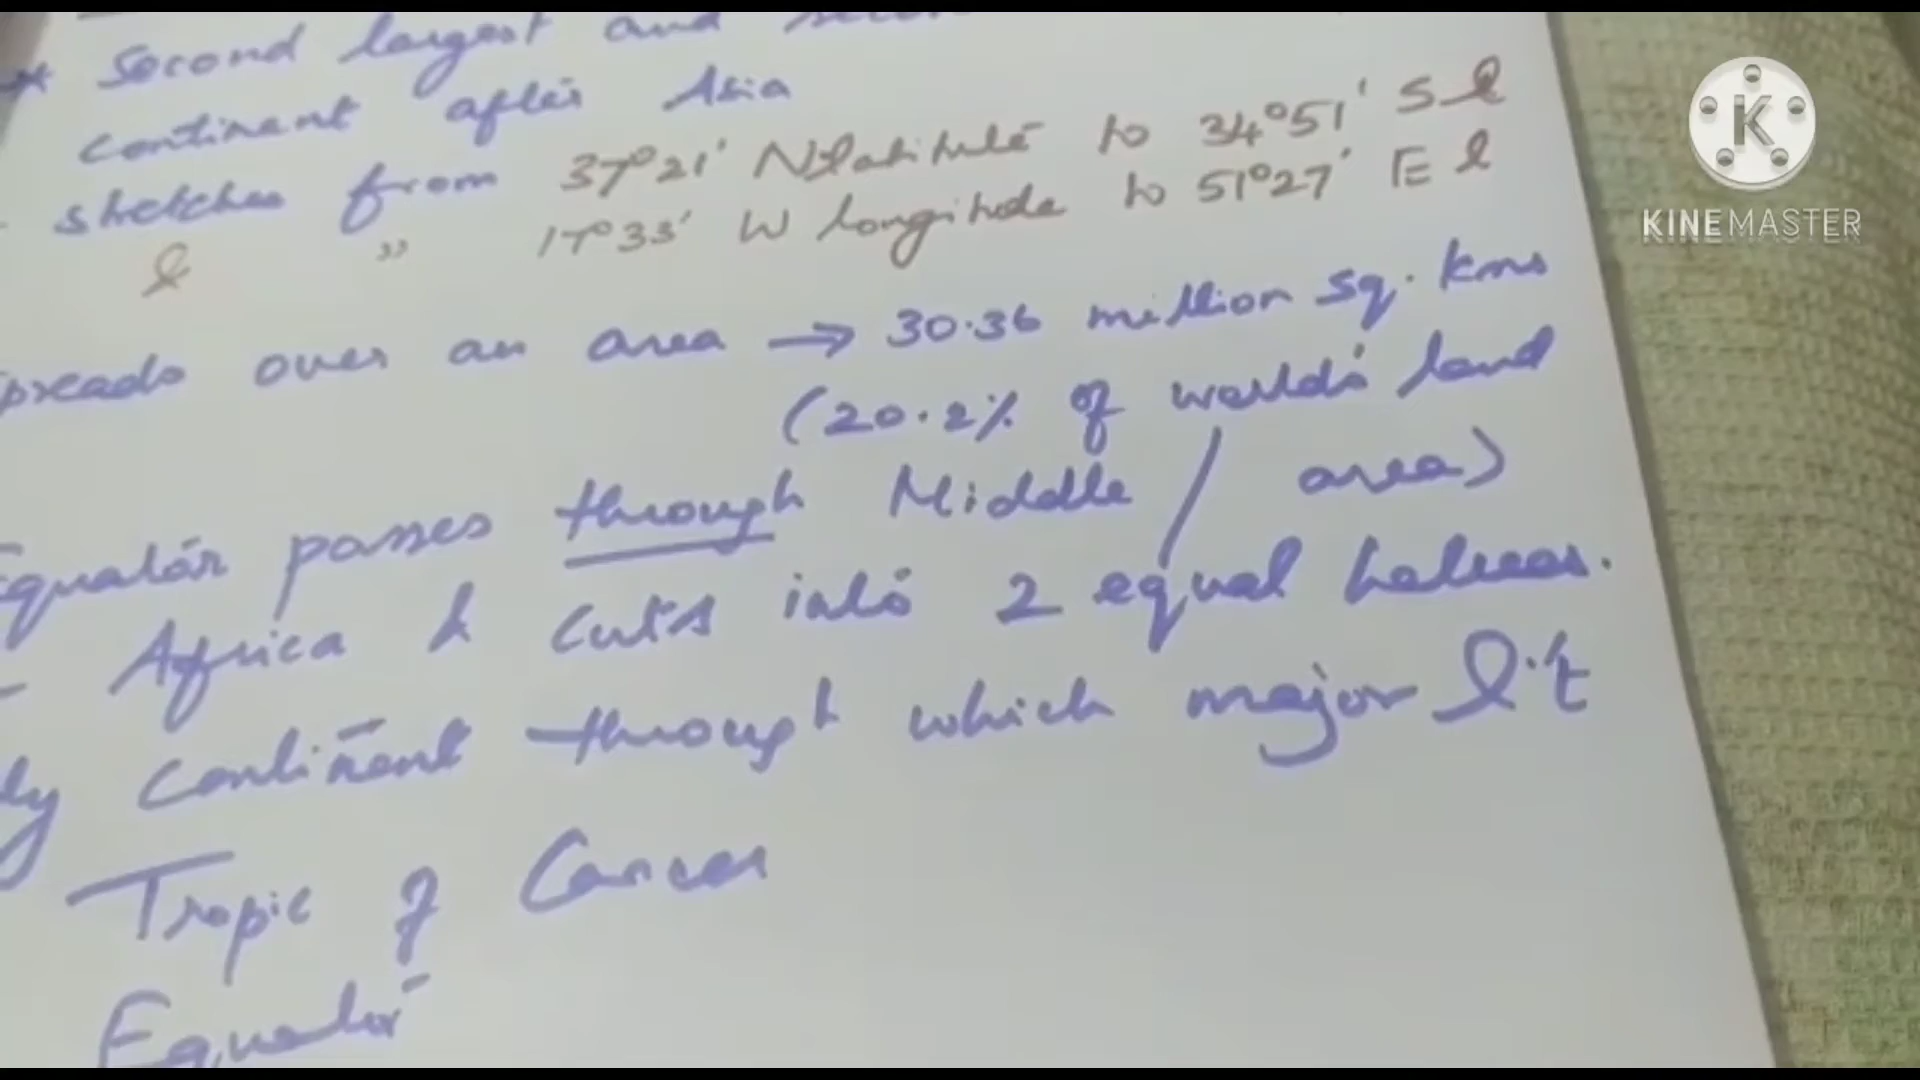 * Second largest and
continent after Asia
stretches from 37°21' N latitude to 34°51' S l
& " 17°33' W longitude to 51°27' E l
spreads over an area → 30.36 million sq. kms
(20.2% of world's land
area)
Equator passes through Middle
Africa & cuts into 2 equal halves.
ly continent through which major l.t
Tropic of Cancer
Equator
K
KINEMASTER